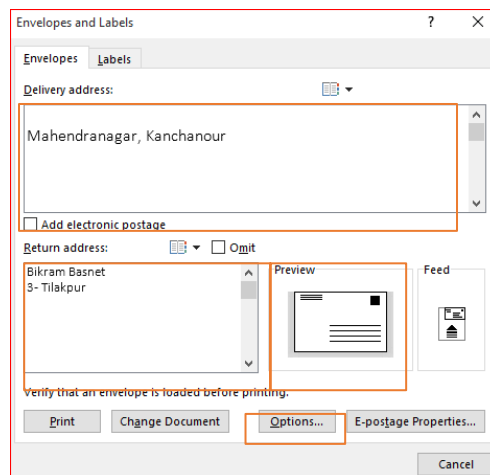 Envelopes and Labels ? ×
Envelopes Labels
Delivery address:
Mahendranagar, Kanchanour
Add electronic postage
Return address: Omit
Bikram Basnet
3- Tilakpur
Preview Feed
Verify that an envelope is loaded before printing.
Print Change Document Options... E-postage Properties...
Cancel